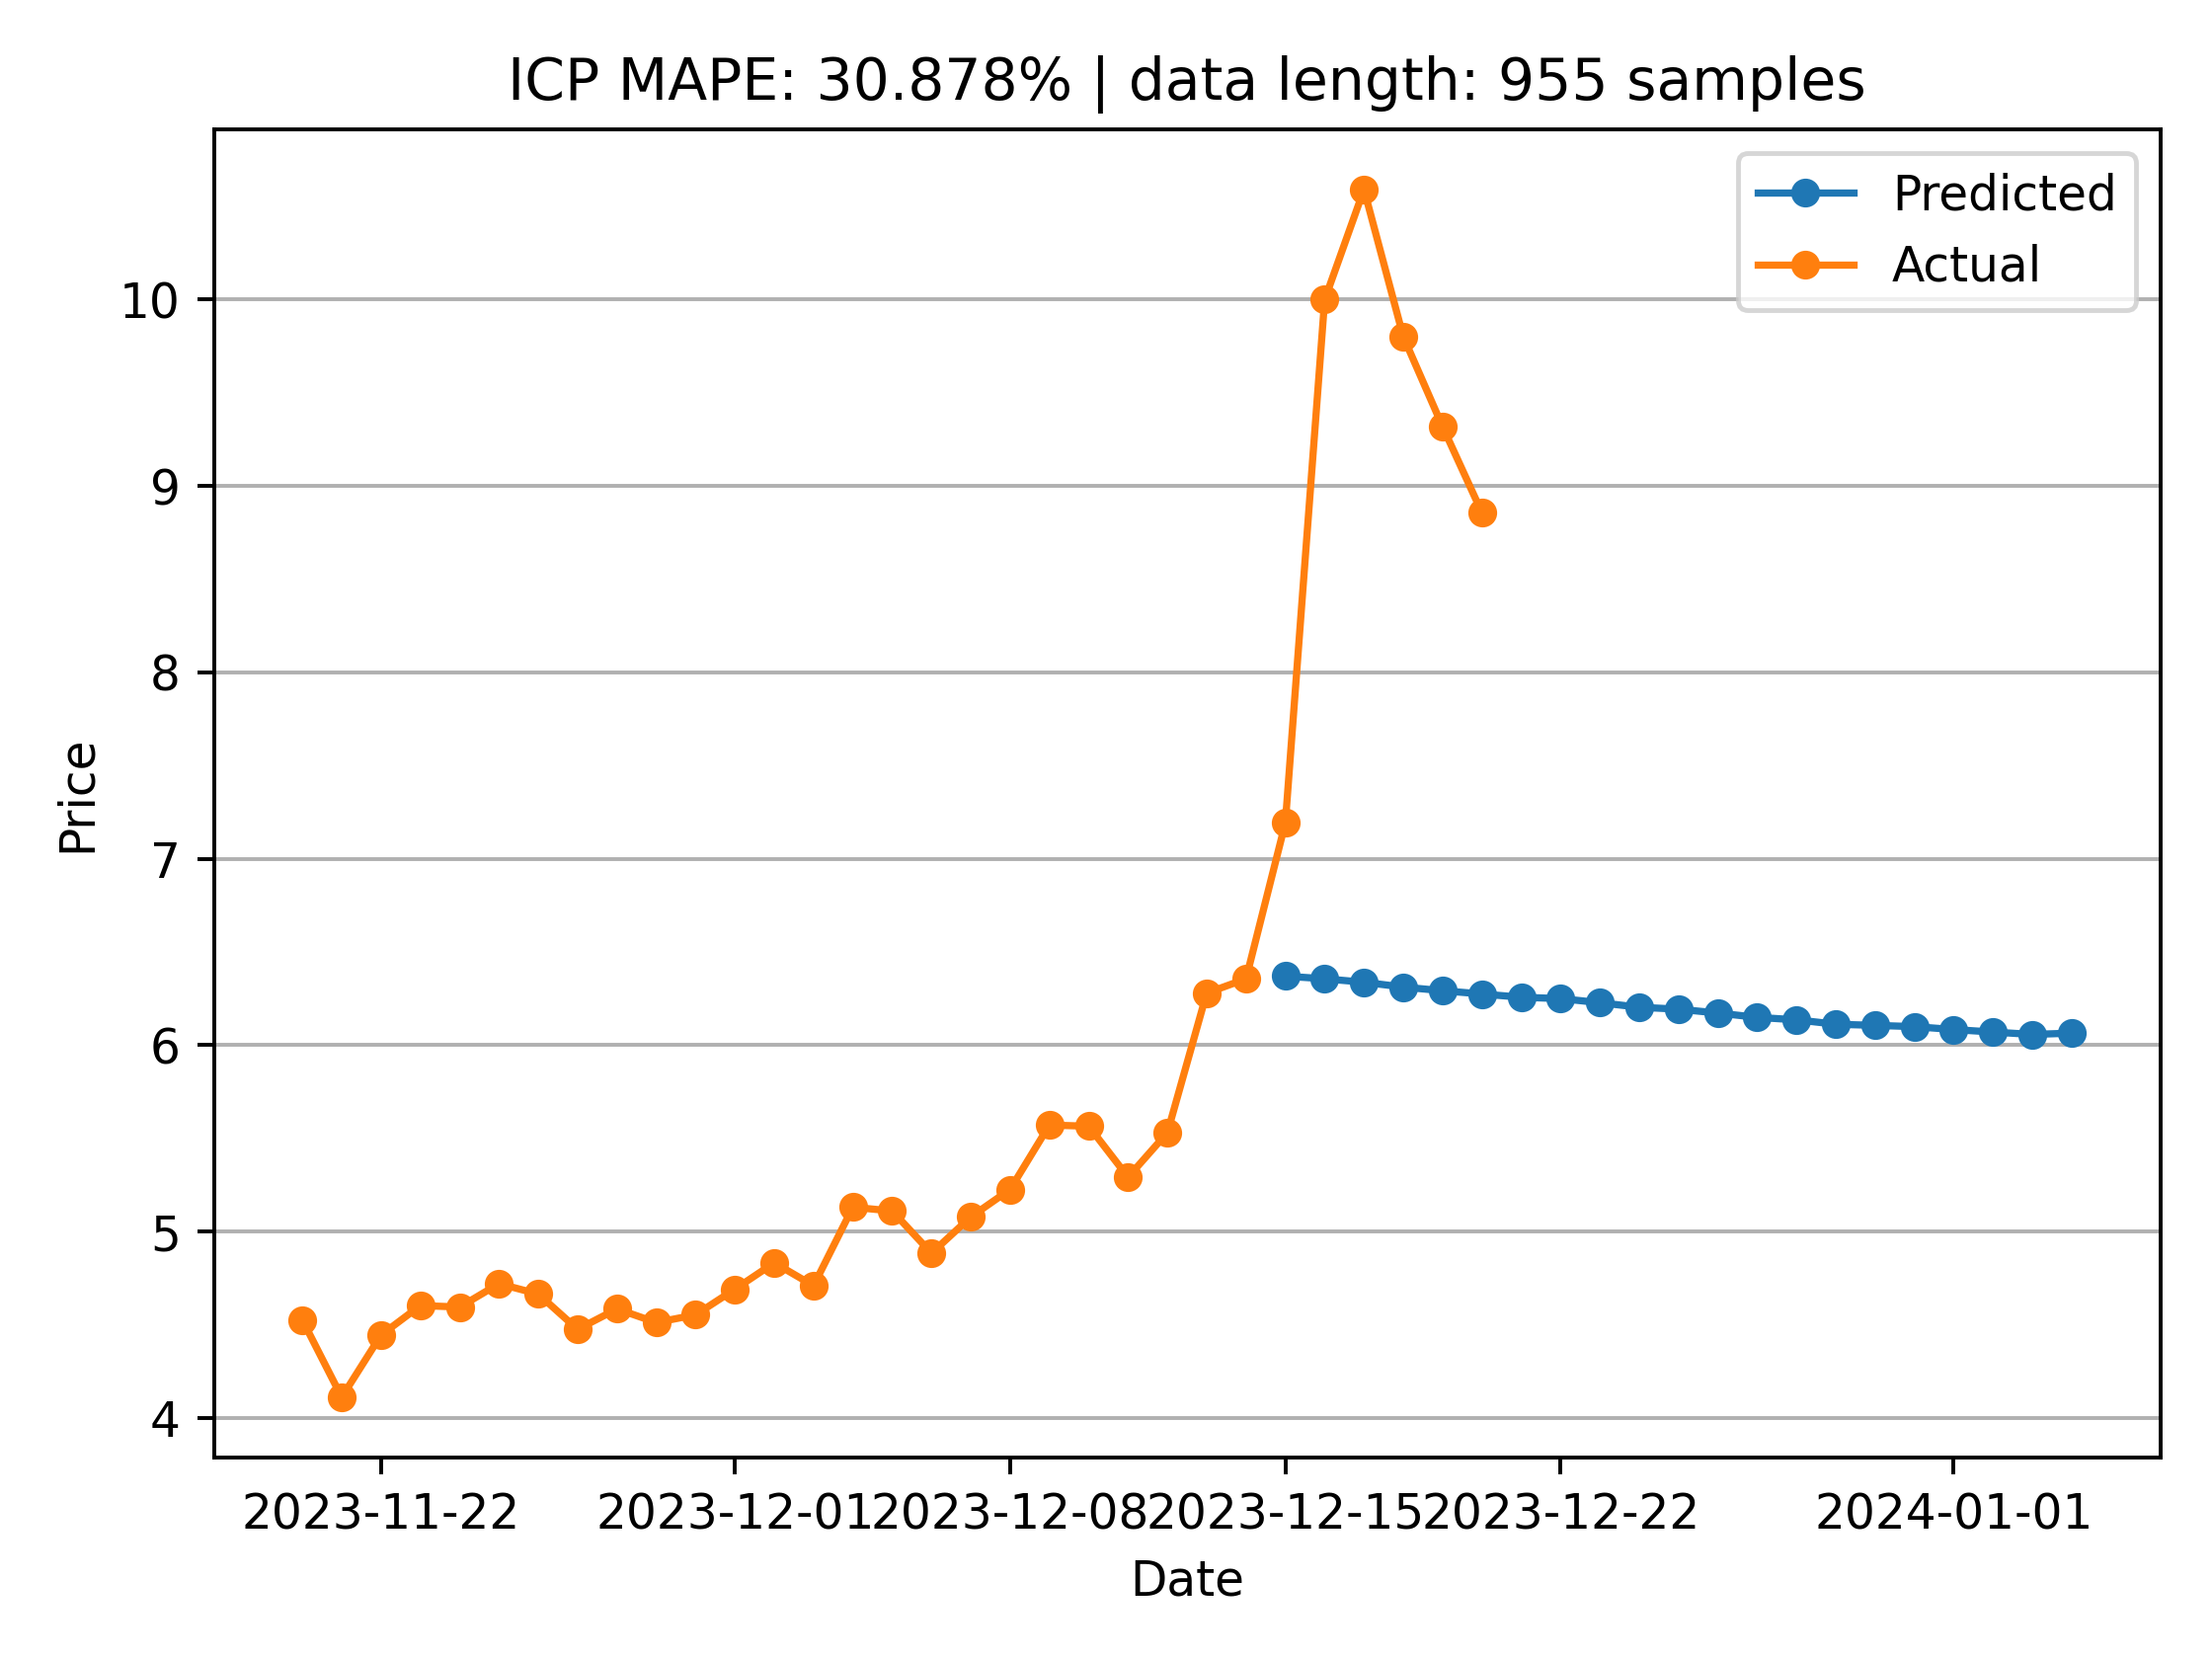 ICP MAPE: 30.878% | data length: 955 samples
Predicted
Actual
10
9
8
7
6
5
4
Price
2023-11-22 2023-12-01 2023-12-08 2023-12-15 2023-12-22 2024-01-01
Date